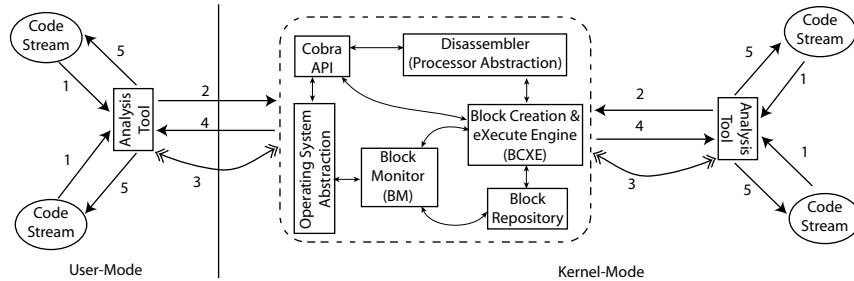 Code
Stream
5
1
Analysis
Tool
2
4
3
1
5
Code
Stream
User-Mode
Cobra
API
Disassembler
(Processor Abstraction)
Operating System
Abstraction
Block Creation &
eXecute Engine
(BCXE)
Block
Monitor
(BM)
Block
Repository
Code
Stream
5
1
2
4
3
Analysis
Tool
1
5
Code
Stream
Kernel-Mode